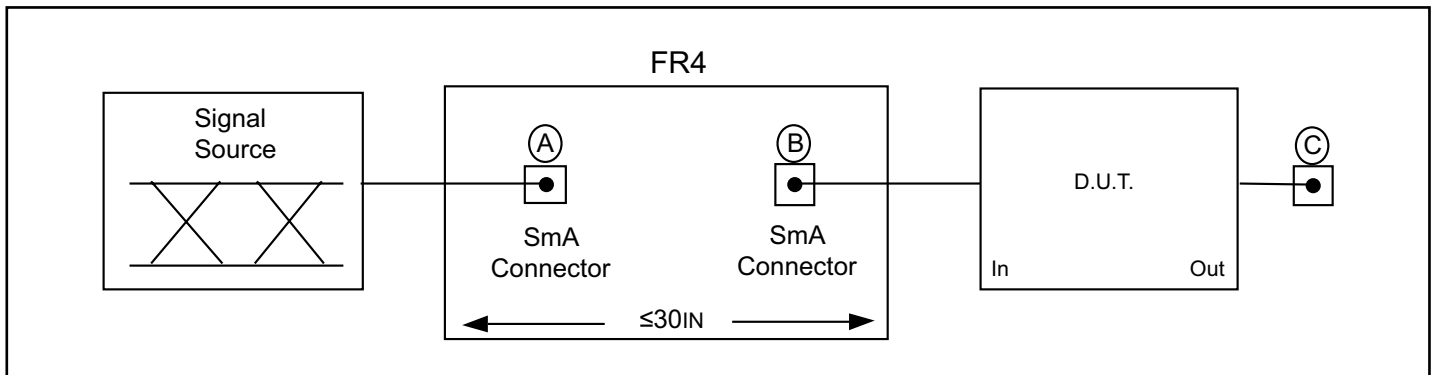 FR4
Signal
Source
A
B
C
D.U.T.
SmA
Connector
SmA
Connector
In
Out
≤30IN